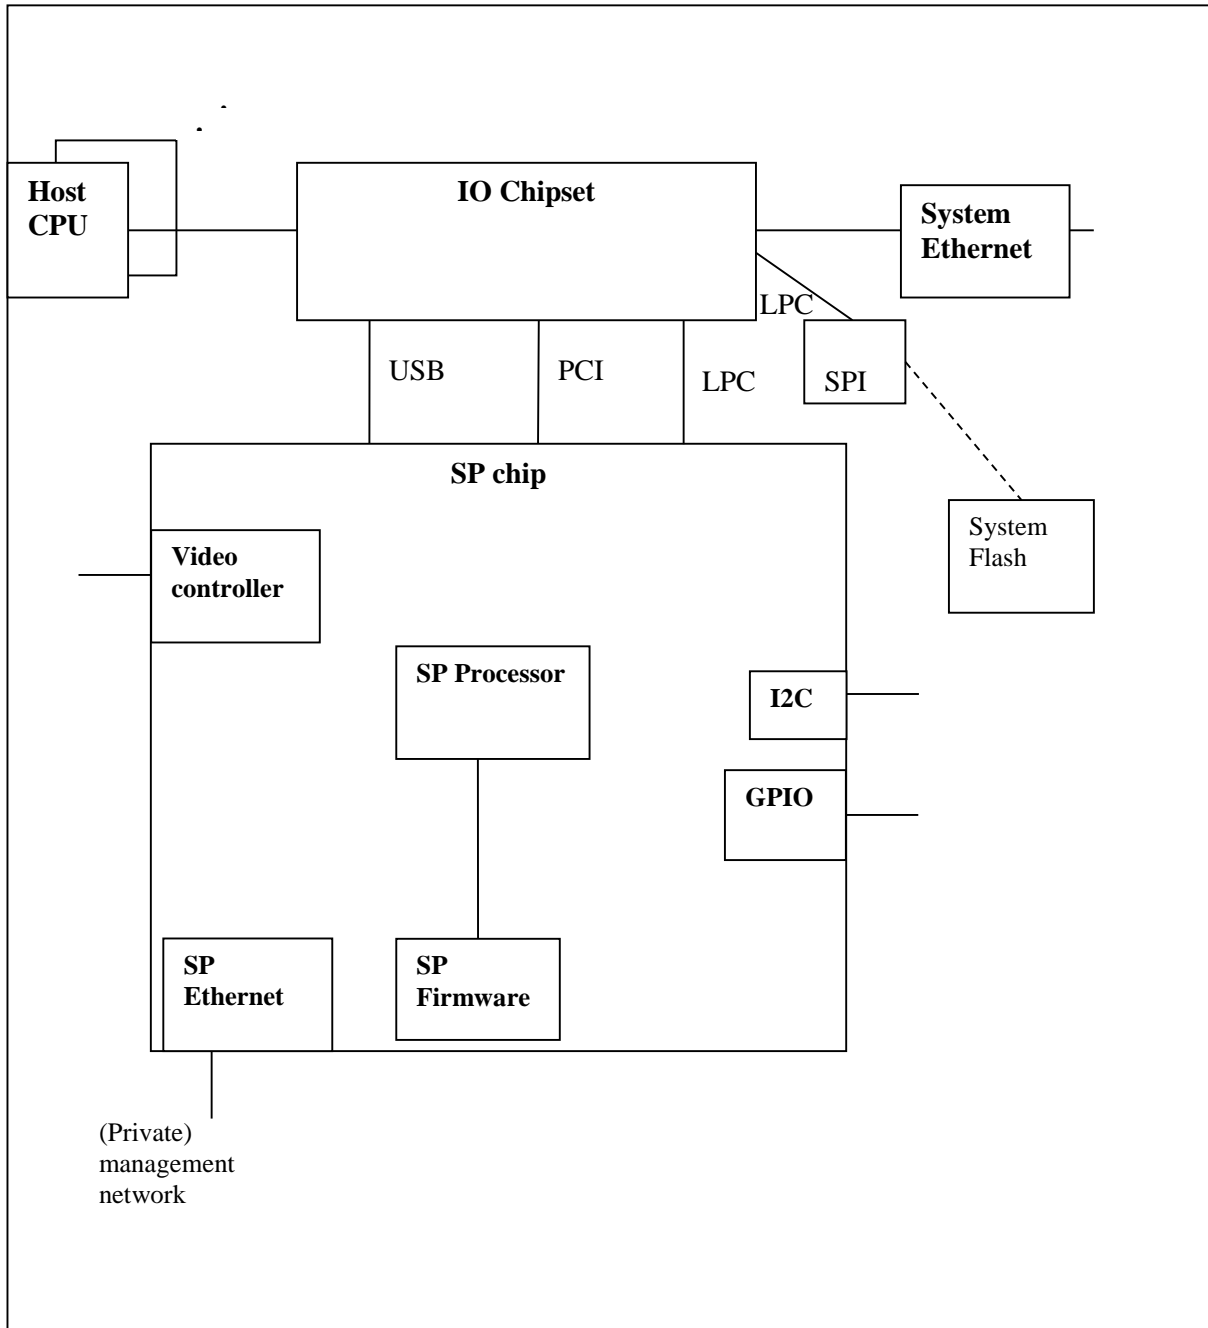 Host
CPU
IO Chipset
System
Ethernet
LPC
USB
PCI
LPC
SPI
SP chip
System
Flash
Video
controller
SP Processor
I2C
GPIO
SP
Ethernet
SP
Firmware
(Private)
management
network